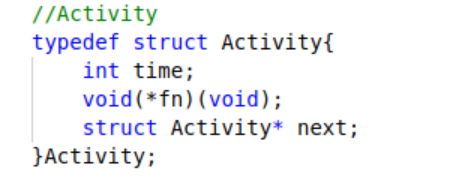 //Activity
typedef struct Activity{
    int time;
    void(*fn)(void);
    struct Activity* next;
}Activity;